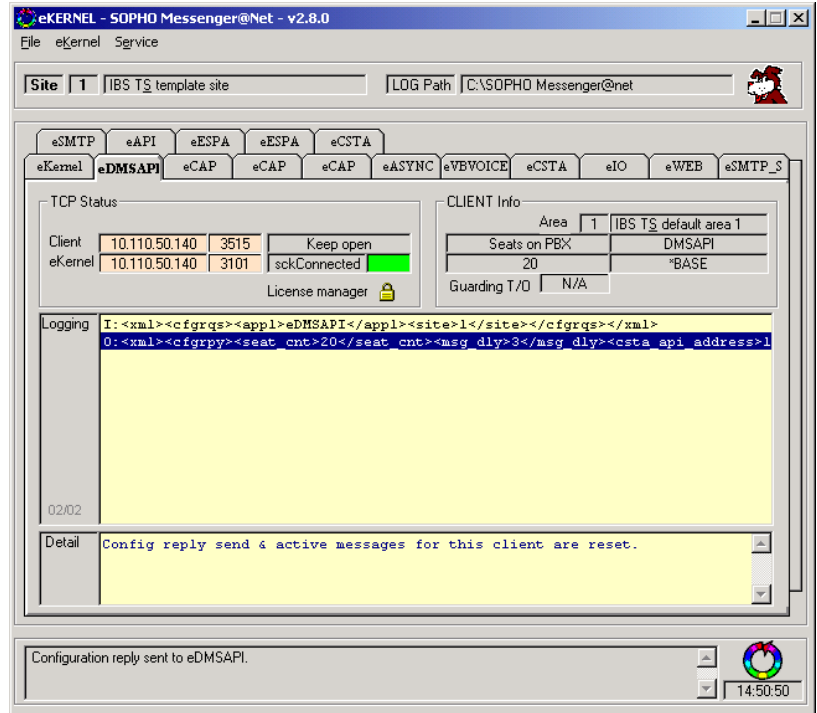 eKERNEL - SOPHO Messenger@Net - v2.8.0
File eKernel Service
Site 1 IBS TS template site LOG Path C:\SOPHO Messenger@net
eSMTP eAPI eESPA eESPA eCSTA
eKernel eDMSAPI eCAP eCAP eCAP eASYNC eVBVOICE eCSTA eIO eWEB eSMTP_S
TCP Status
Client 10.110.50.140 3515 Keep open
eKernel 10.110.50.140 3101 sckConnected
License manager
CLIENT Info
Area 1 IBS TS default area 1
Seats on PBX DMSAPI
20 *BASE
Guarding T/O N/A
Logging I:<xml><cfgrqs><appl>eDMSAPI</appl><site>1</site></cfgrqs></xml>
O:<xml><cfgrpy><seat_cnt>20</seat_cnt><msg_dly>3</msg_dly><csta_api_address>1
02/02
Detail Config reply send & active messages for this client are reset.
Configuration reply sent to eDMSAPI.
14:50:50